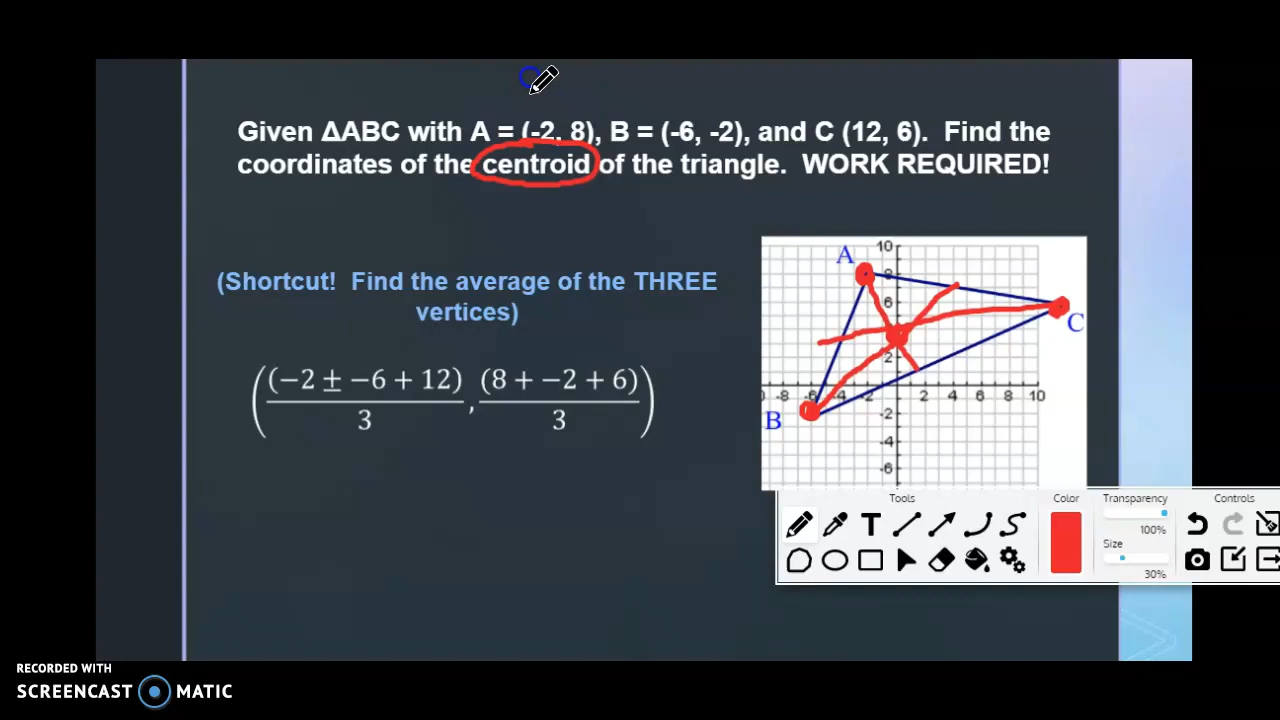 Given ΔABC with A = (-2, 8), B = (-6, -2), and C (12, 6). Find the
coordinates of the centroid of the triangle. WORK REQUIRED!
(Shortcut! Find the average of the THREE
vertices)
((−2 ± −6 + 12)/3, (8 + −2 + 6)/3)
A
10
8
6
C
2
-8 -6 -2 2 4 6 8 10
B
-2
-4
-6
Tools Color Transparency Controls
T
100%
Size
30%
RECORDED WITH
SCREENCAST MATIC